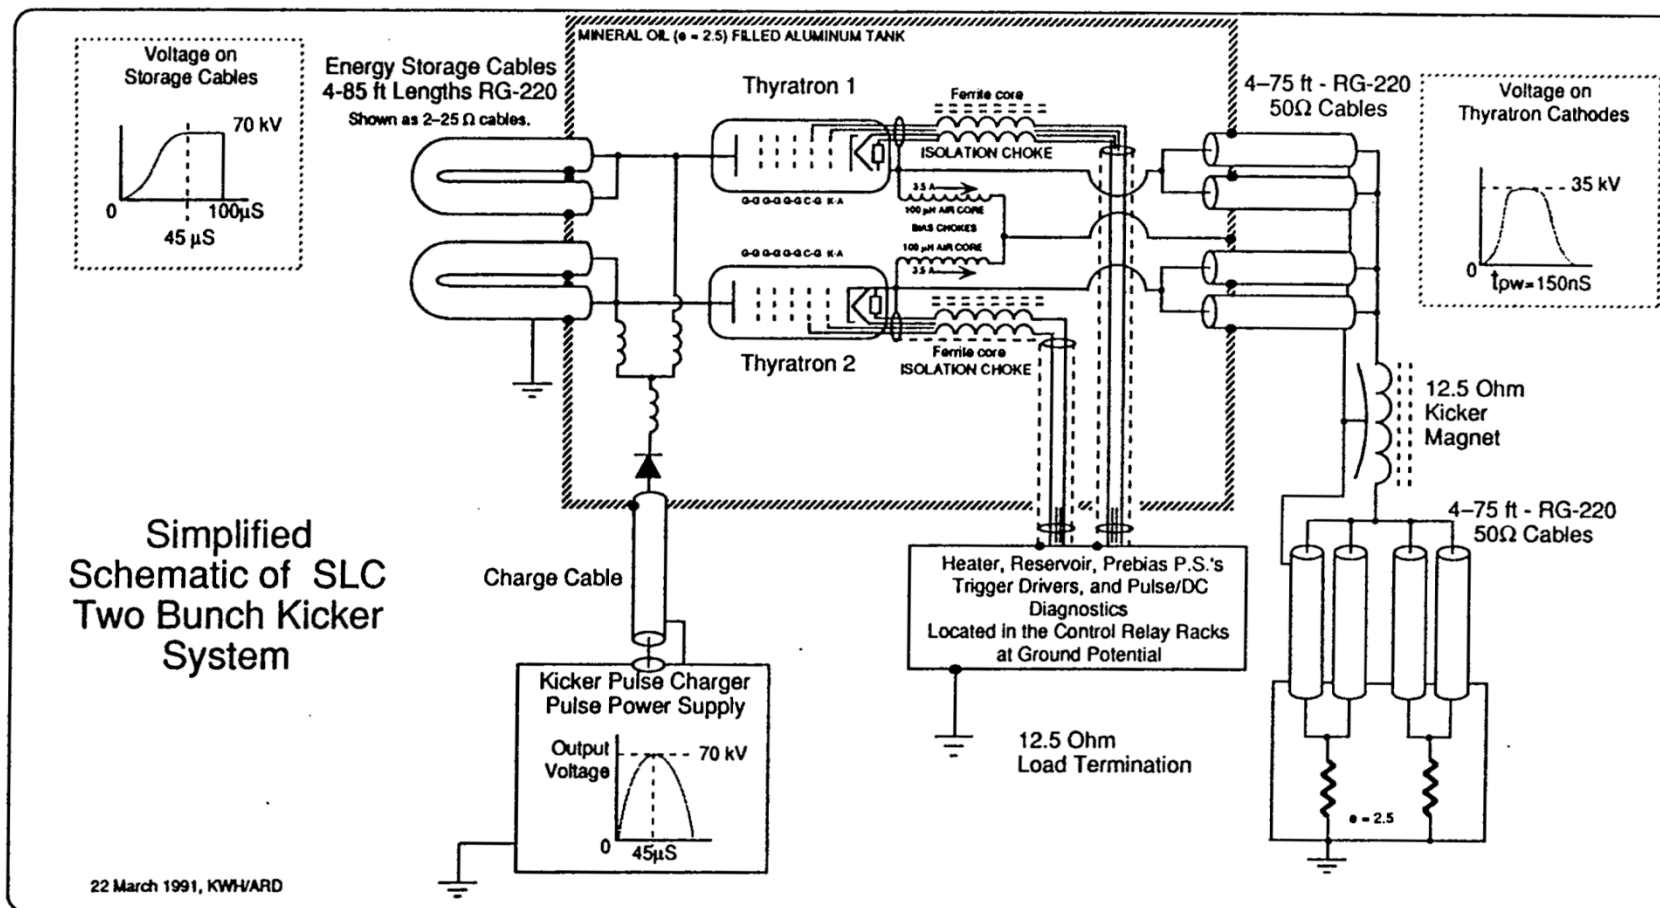 MINERAL OIL (e = 2.5) FILLED ALUMINUM TANK
Voltage on
Storage Cables
70 kV
0
100µS
45 µS
Energy Storage Cables
4-85 ft Lengths RG-220
Shown as 2–25 Ω cables.
Thyratron 1
Ferrite core
ISOLATION CHOKE
G-G G-G G-G C-G K-A
3.5 A
100 µH AIR CORE
BIAS CHOKES
100 µH AIR CORE
3.5 A
G-G G-G G-G C-G K-A
Thyratron 2
Ferrite core
ISOLATION CHOKE
4–75 ft - RG-220
50Ω Cables
Voltage on
Thyratron Cathodes
35 kV
0
tpw=150nS
12.5 Ohm
Kicker
Magnet
4–75 ft - RG-220
50Ω Cables
Simplified
Schematic of SLC
Two Bunch Kicker
System
Charge Cable
Kicker Pulse Charger
Pulse Power Supply
Output
Voltage
70 kV
0
45µS
Heater, Reservoir, Prebias P.S.'s
Trigger Drivers, and Pulse/DC
Diagnostics
Located in the Control Relay Racks
at Ground Potential
12.5 Ohm
Load Termination
e = 2.5
22 March 1991, KWH/ARD